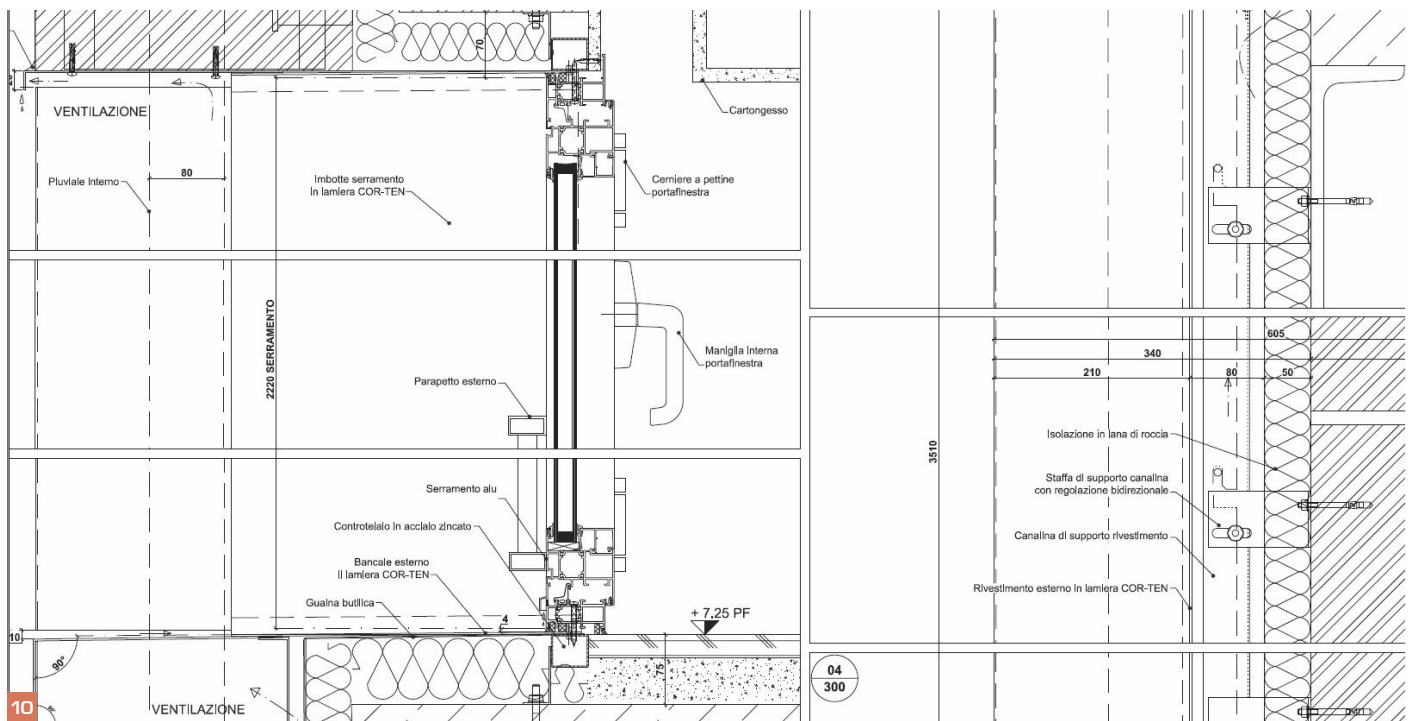 70
20
VENTILAZIONE
Cartongesso
Pluviale interno
80
Imbotte serramento
in lamiera COR-TEN
Cerniere a pettine
portafinestra
2220 SERRAMENTO
Maniglia interna
portafinestra
Parapetto esterno
Serramento alu
Controtelaio in acciaio zincato
Bancale esterno
il lamiera COR-TEN
Guaina butilica
4
+ 7,25 PF
10
90°
75
VENTILAZIONE
10
605
340
210
80
50
3510
Isolazione in lana di roccia
Staffa di supporto canalina
con regolazione bidirezionale
Canalina di supporto rivestimento
Rivestimento esterno in lamiera COR-TEN
04
300